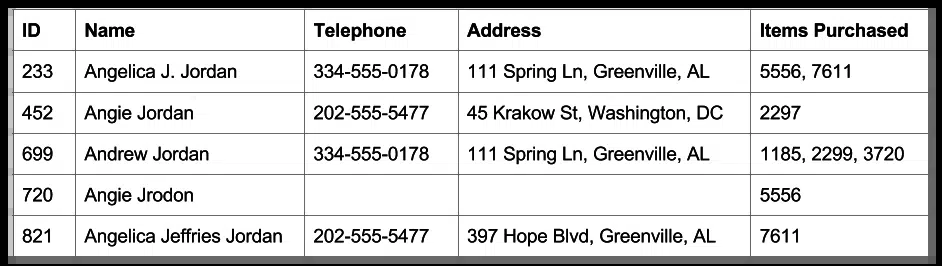 ID Name Telephone Address Items Purchased
233 Angelica J. Jordan 334-555-0178 111 Spring Ln, Greenville, AL 5556, 7611
452 Angie Jordan 202-555-5477 45 Krakow St, Washington, DC 2297
699 Andrew Jordan 334-555-0178 111 Spring Ln, Greenville, AL 1185, 2299, 3720
720 Angie Jrodon 5556
821 Angelica Jeffries Jordan 202-555-5477 397 Hope Blvd, Greenville, AL 7611